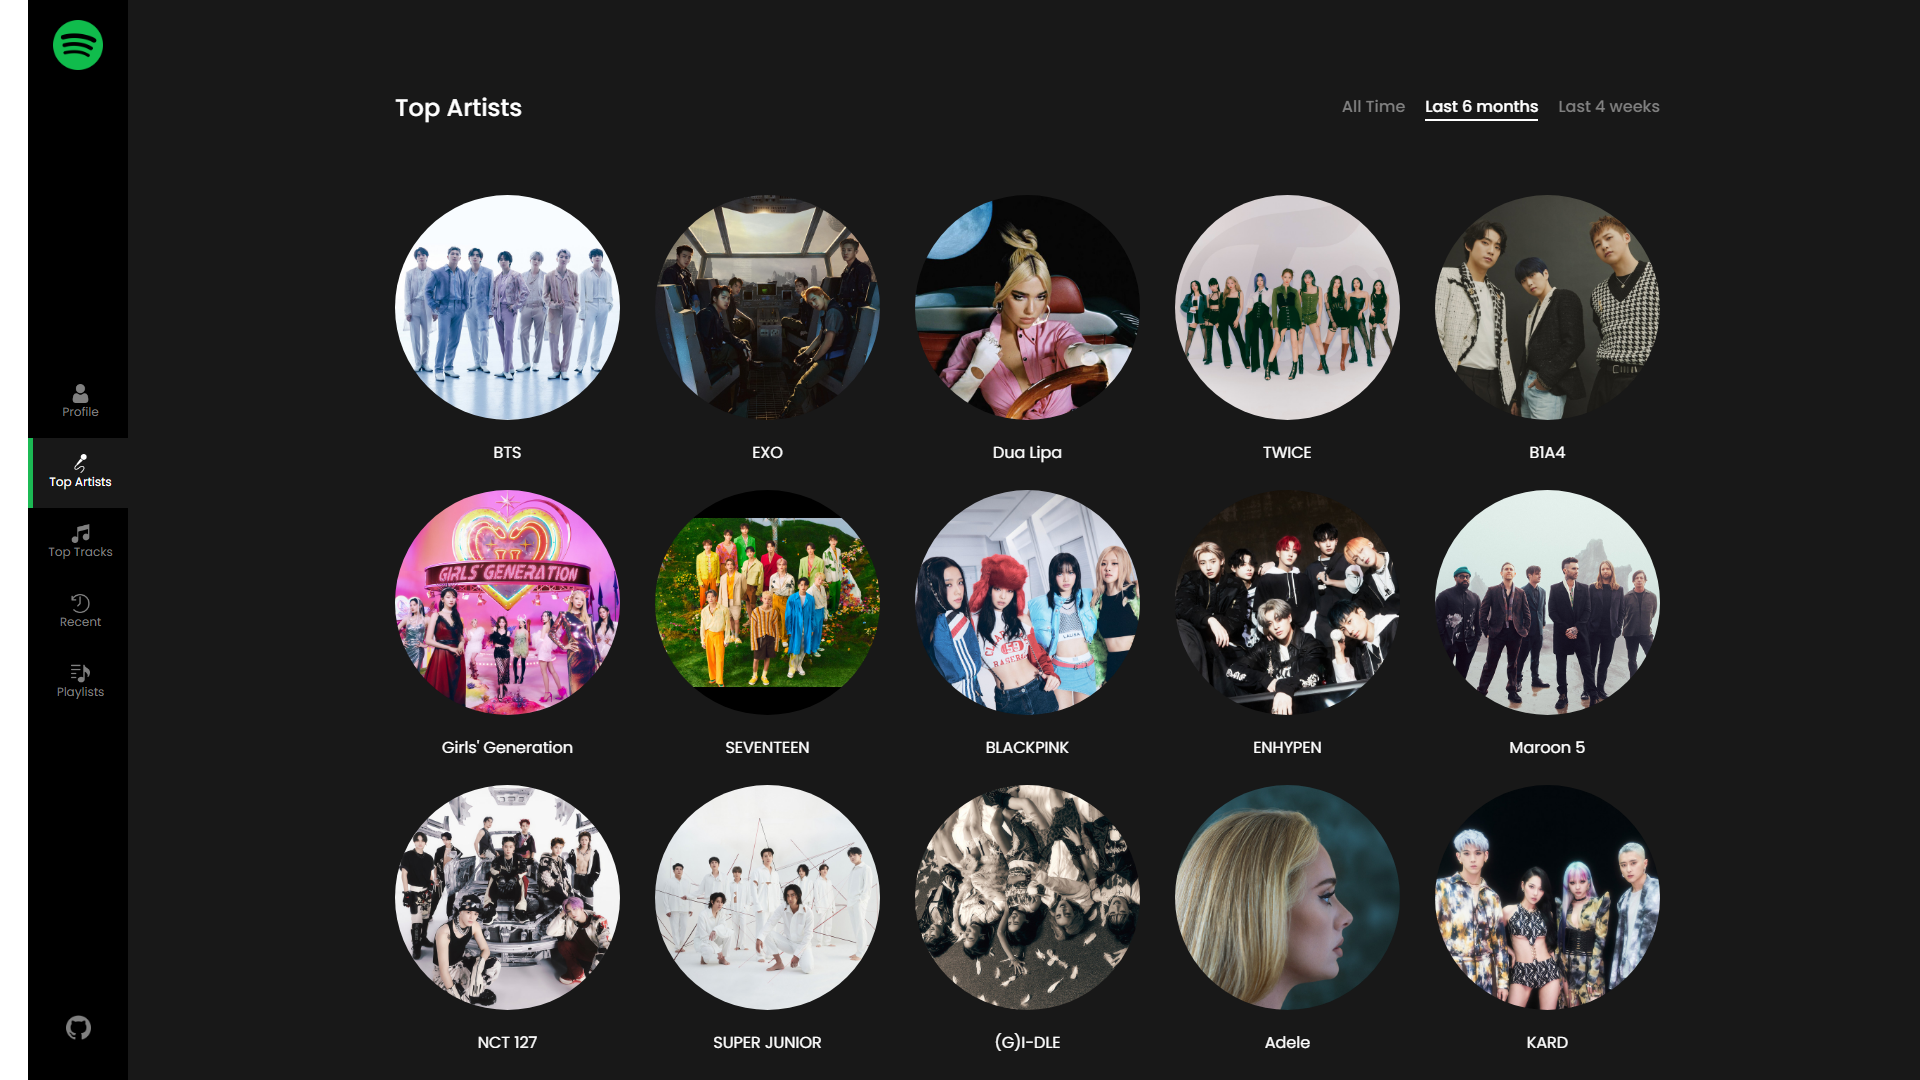 Top Artists
All Time
Last 6 months
Last 4 weeks
Profile
Top Artists
Top Tracks
Recent
Playlists
BTS
EXO
Dua Lipa
TWICE
B1A4
GIRLS' GENERATION
Girls' Generation
SEVENTEEN
BLACKPINK
ENHYPEN
Maroon 5
NCT 127
SUPER JUNIOR
(G)I-DLE
Adele
KARD